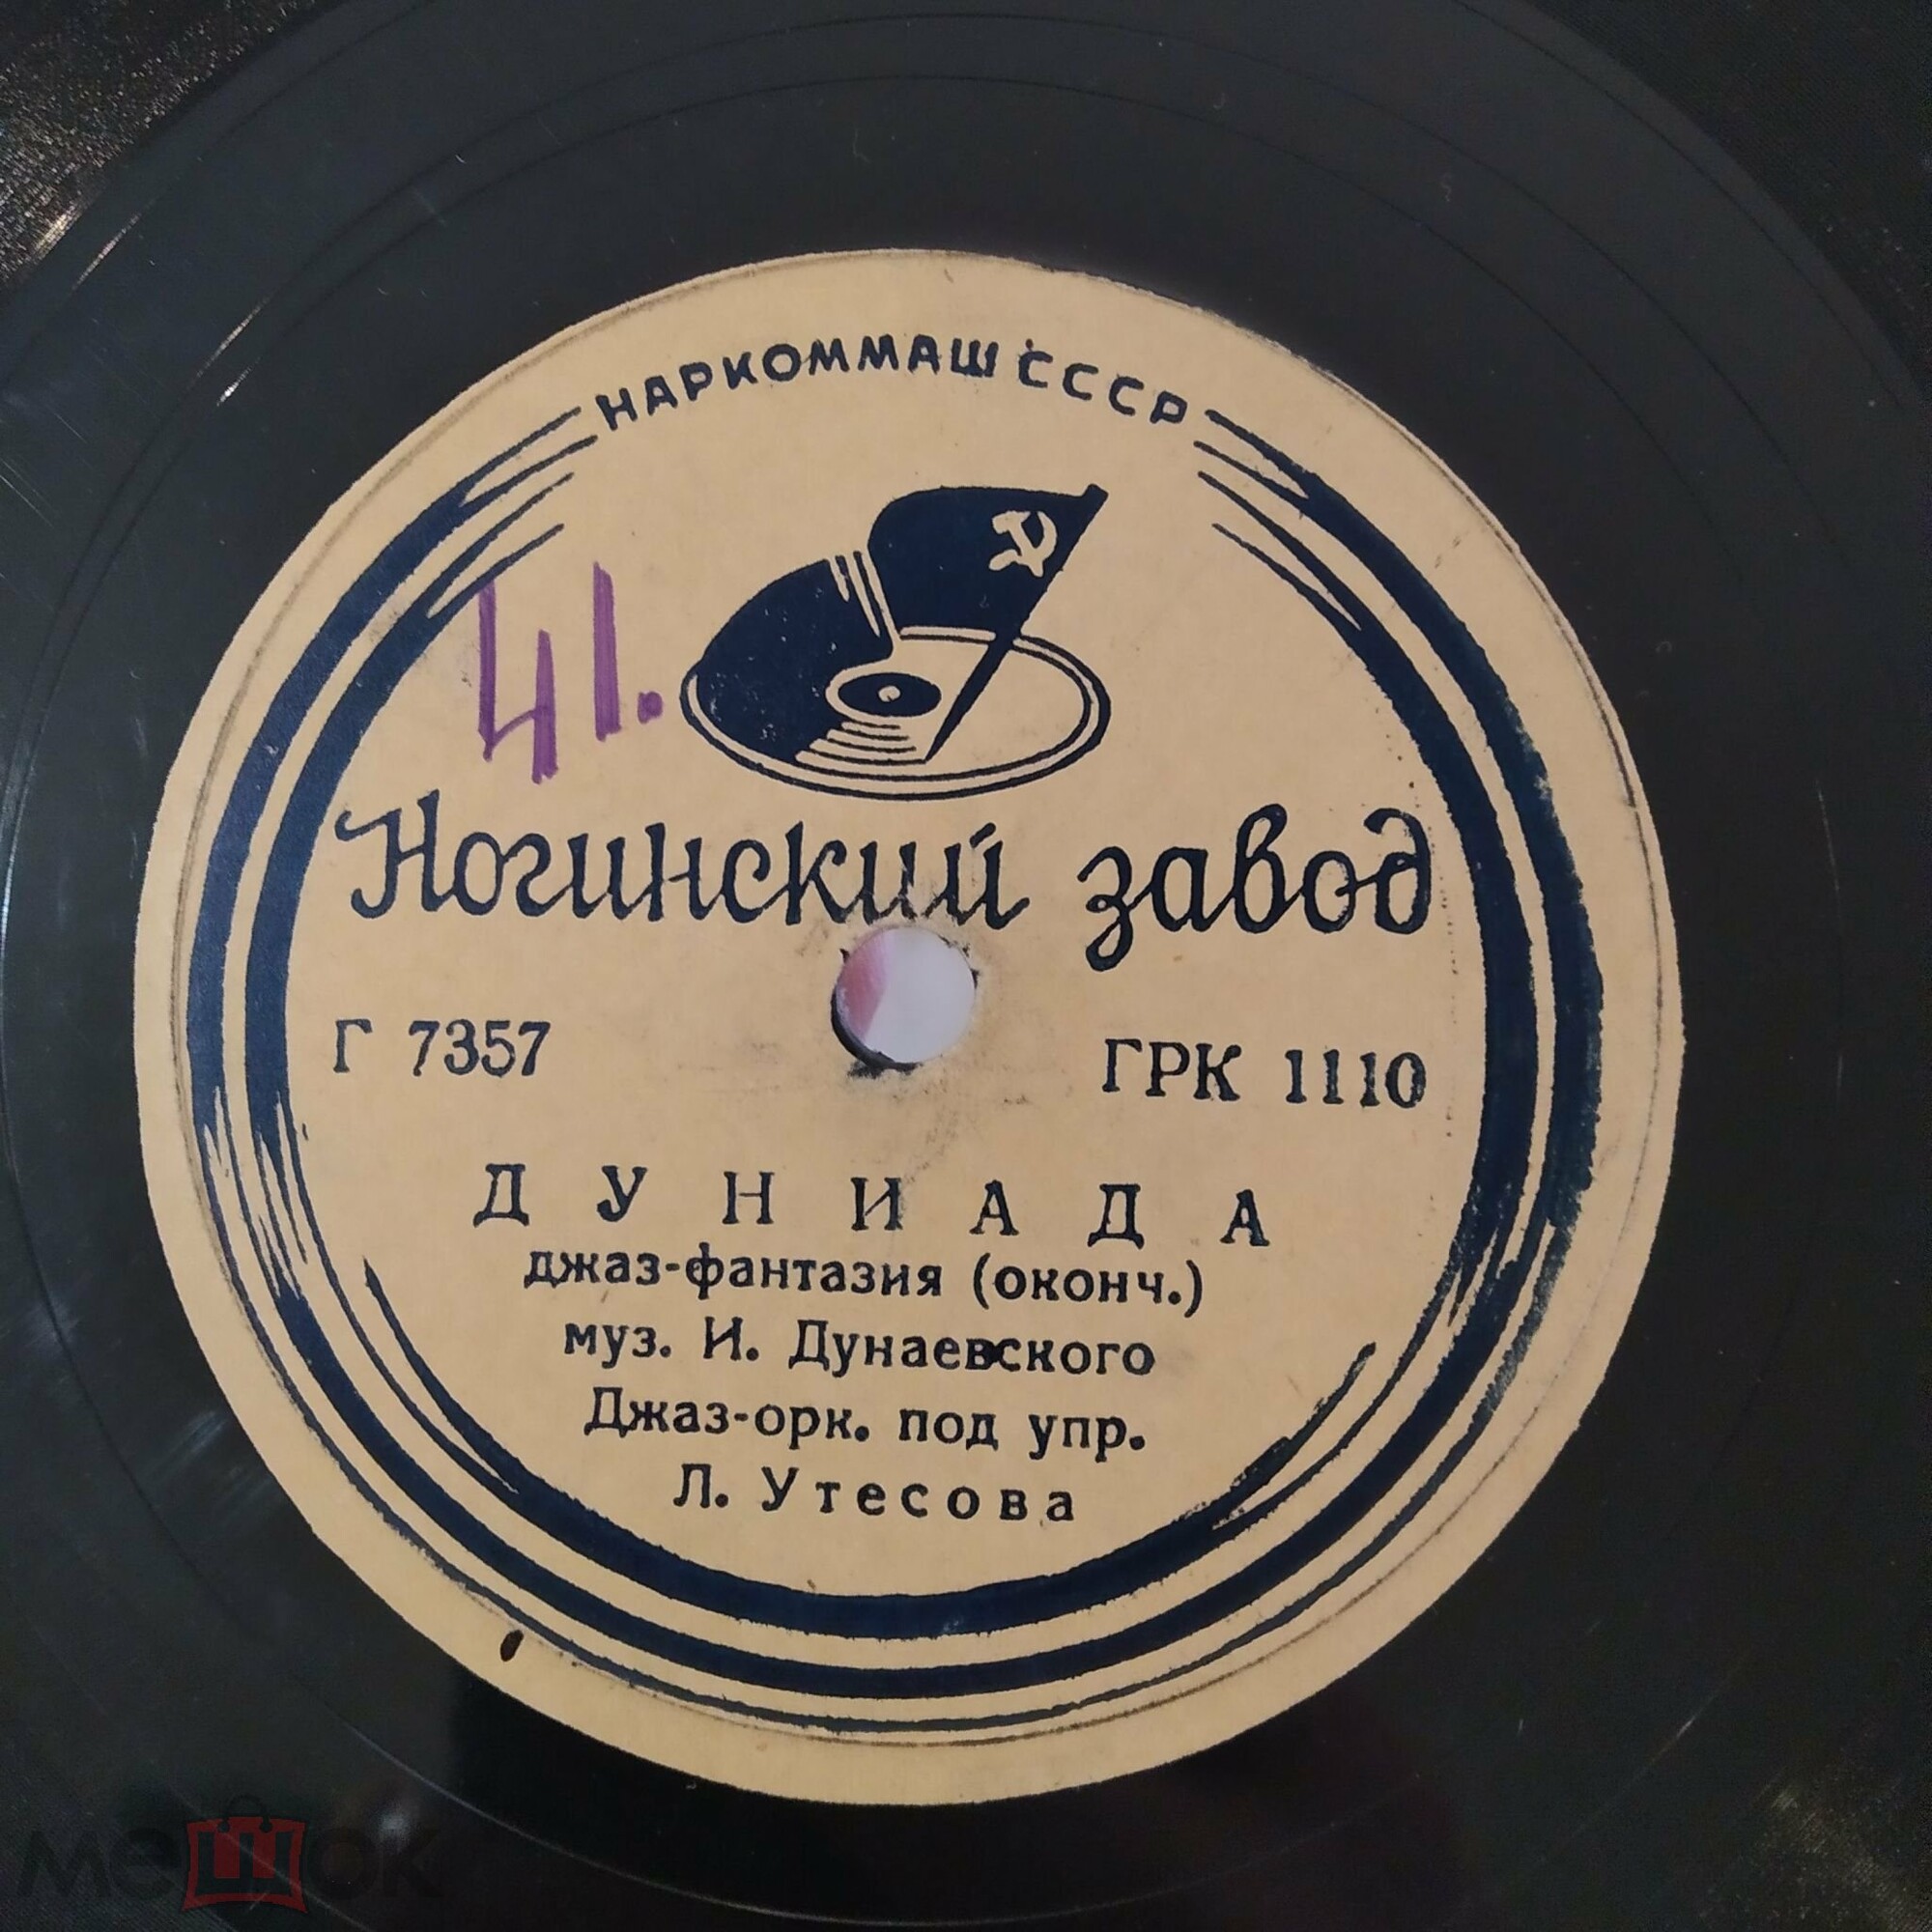 НАРКОММАШ СССР
41.
Ногинский завод
Г 7357
ГРК 1110
ДУНИАДА
джаз-фантазия (оконч.)
муз. И. Дунаевского
Джаз-орк. под упр.
Л. Утесова
мешок